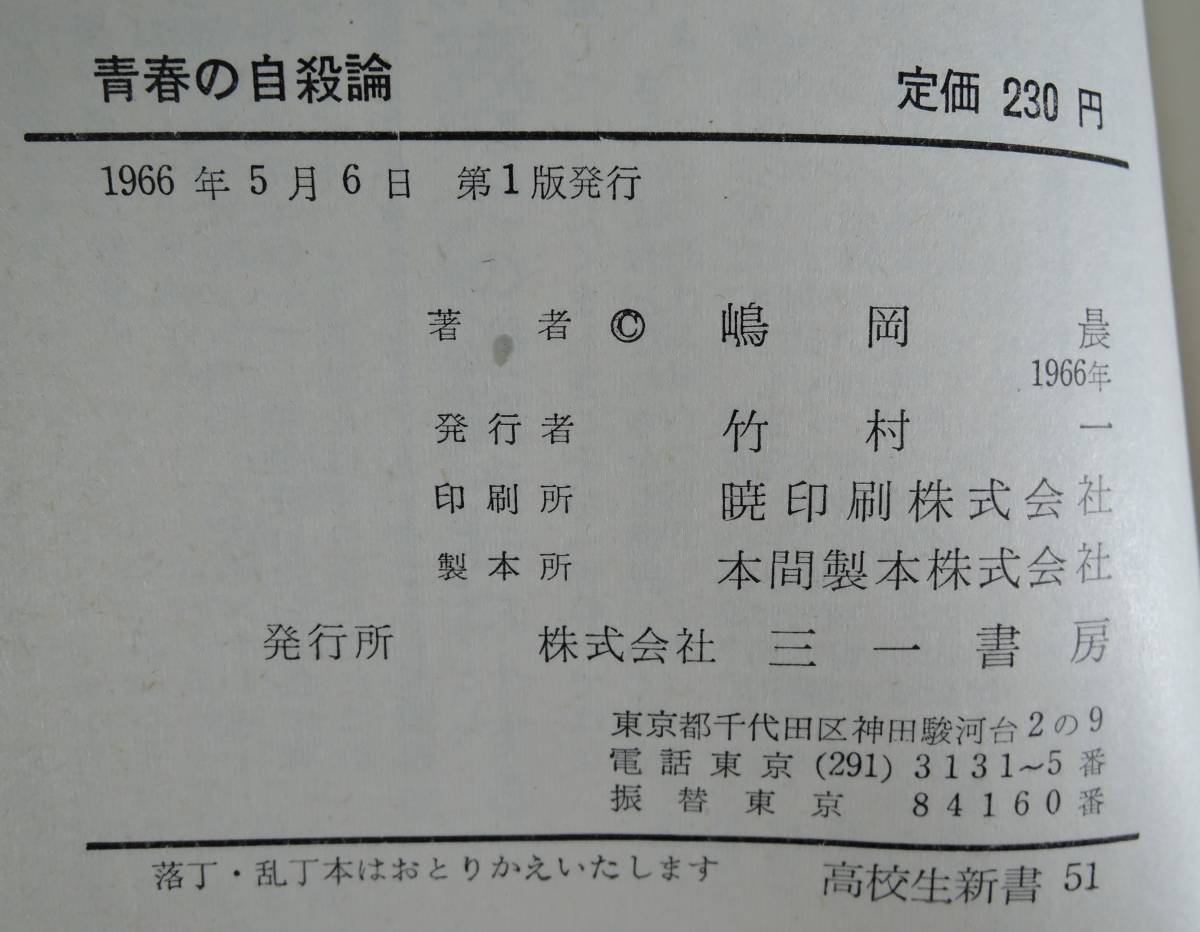 青春の自殺論 定価 230 円
1966 年 5 月 6 日 第1版発行
著者 © 嶋岡晨
1966年
発行者 竹村一
印刷所 暁印刷株式会社
製本所 本間製本株式会社
発行所 株式会社 三一書房
東京都千代田区神田駿河台2の9
電話東京 (291) 3131~5番
振替東京 84160番
落丁・乱丁本はおとりかえいたします 高校生新書 51